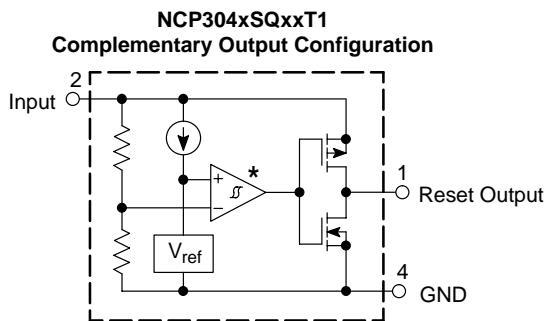 NCP304xSQxxT1
Complementary Output Configuration
2
Input
*
+
−
1
Reset Output
Vref
4
GND